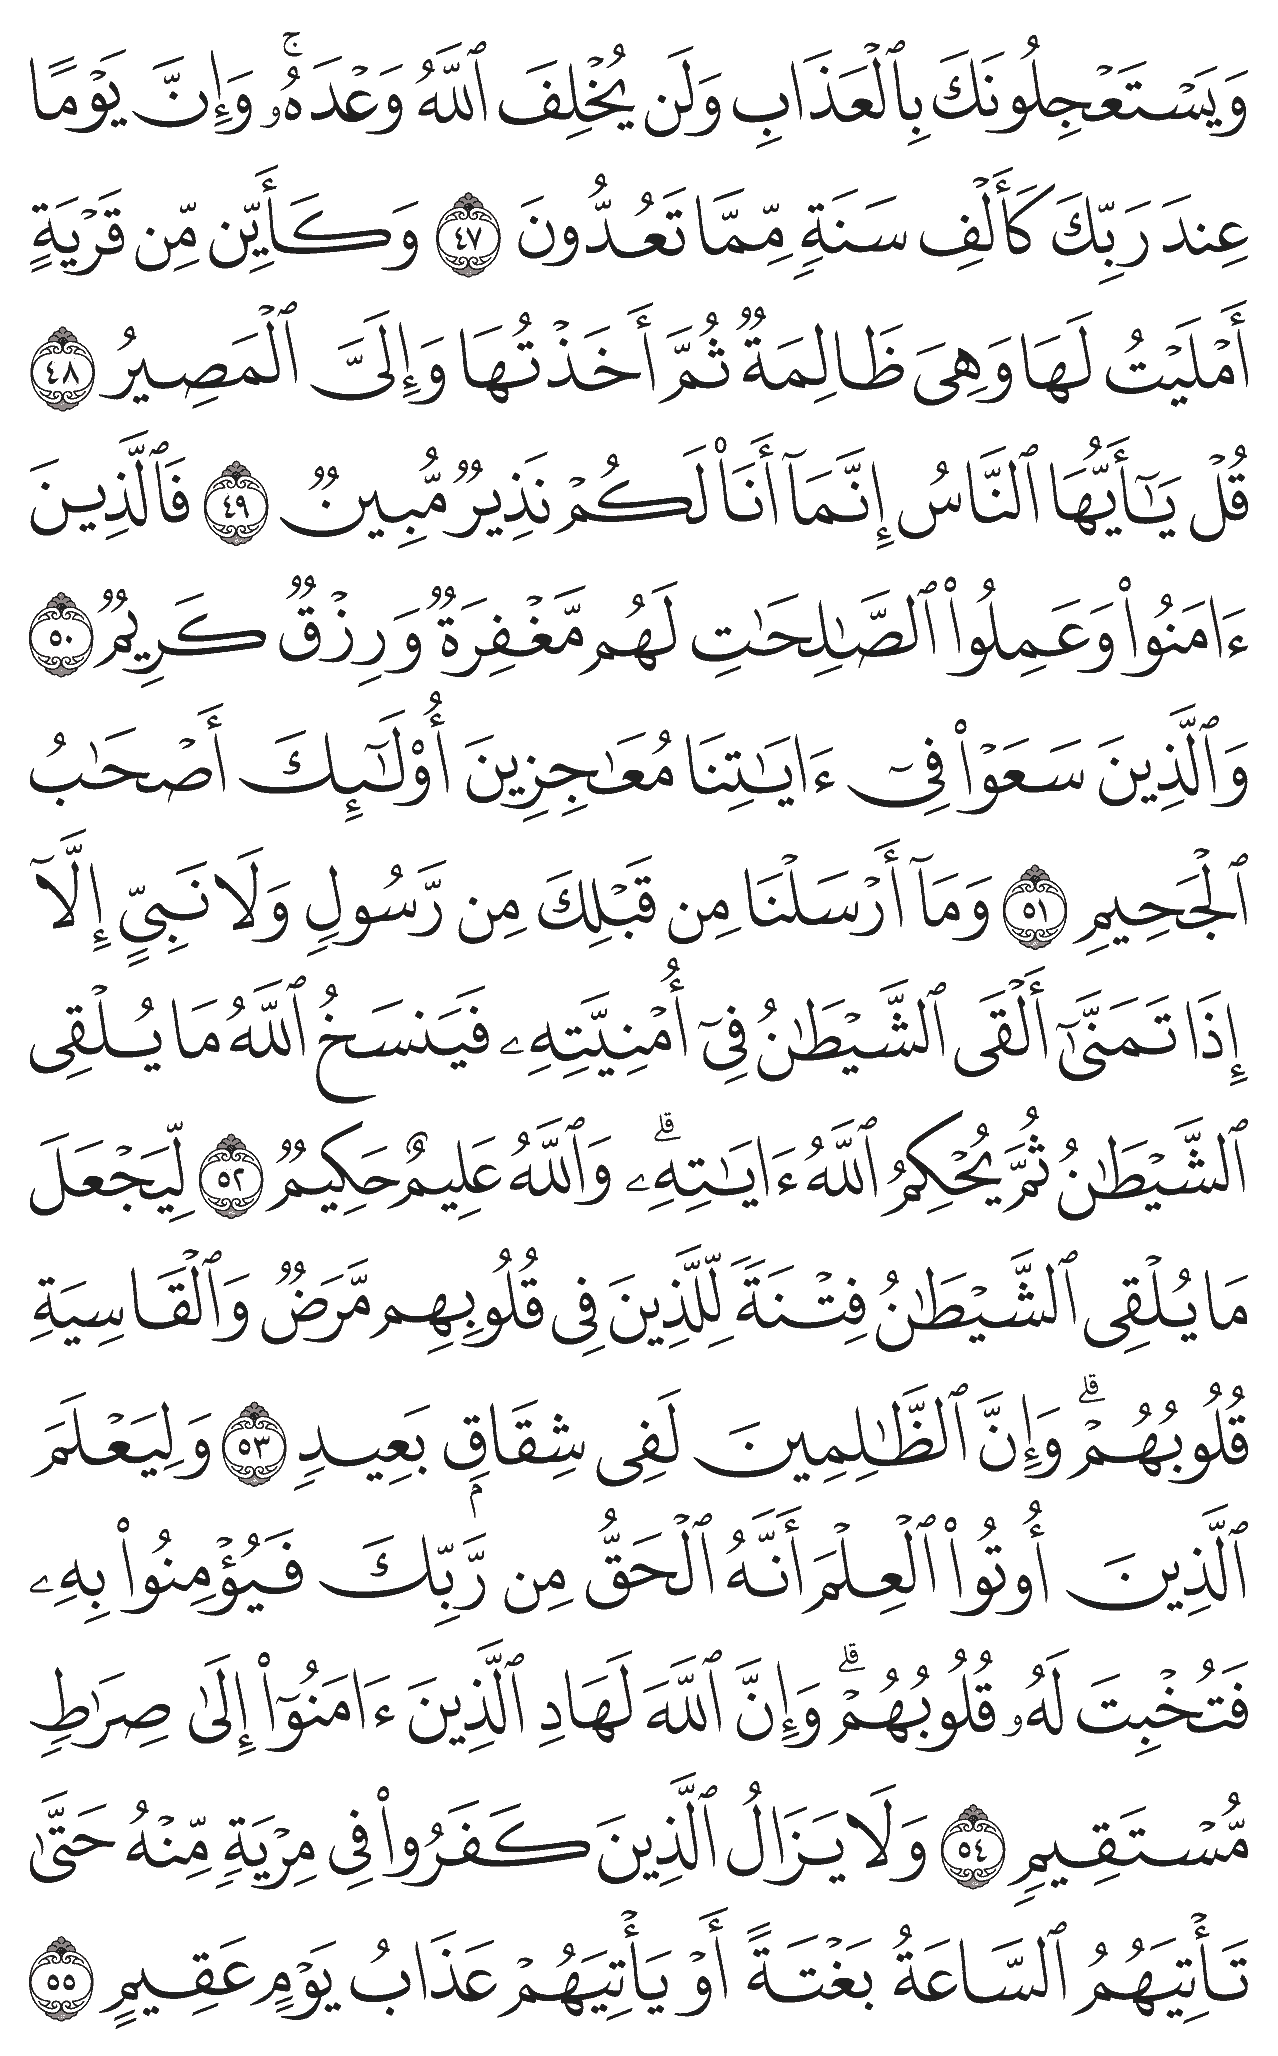 وَيَسۡتَعۡجِلُونَكَ بِٱلۡعَذَابِ وَلَن يُخۡلِفَ ٱللَّهُ وَعۡدَهُۥۚ وَإِنَّ يَوۡمًا
عِندَ رَبِّكَ كَأَلۡفِ سَنَةٖ مِّمَّا تَعُدُّونَ ٤٧ وَكَأَيِّن مِّن قَرۡيَةٍ
أَمۡلَيۡتُ لَهَا وَهِيَ ظَالِمَةٞ ثُمَّ أَخَذۡتُهَا وَإِلَيَّ ٱلۡمَصِيرُ ٤٨
قُلۡ يَٰٓأَيُّهَا ٱلنَّاسُ إِنَّمَآ أَنَا۠ لَكُمۡ نَذِيرٞ مُّبِينٞ ٤٩ فَٱلَّذِينَ
ءَامَنُواْ وَعَمِلُواْ ٱلصَّٰلِحَٰتِ لَهُم مَّغۡفِرَةٞ وَرِزۡقٞ كَرِيمٞ ٥٠
وَٱلَّذِينَ سَعَوۡاْ فِيٓ ءَايَٰتِنَا مُعَٰجِزِينَ أُوْلَٰٓئِكَ أَصۡحَٰبُ
ٱلۡجَحِيمِ ٥١ وَمَآ أَرۡسَلۡنَا مِن قَبۡلِكَ مِن رَّسُولٖ وَلَا نَبِيٍّ إِلَّآ
إِذَا تَمَنَّىٰٓ أَلۡقَى ٱلشَّيۡطَٰنُ فِيٓ أُمۡنِيَّتِهِۦ فَيَنسَخُ ٱللَّهُ مَا يُلۡقِي
ٱلشَّيۡطَٰنُ ثُمَّ يُحۡكِمُ ٱللَّهُ ءَايَٰتِهِۦۗ وَٱللَّهُ عَلِيمٌ حَكِيمٞ ٥٢ لِّيَجۡعَلَ
مَا يُلۡقِي ٱلشَّيۡطَٰنُ فِتۡنَةٗ لِّلَّذِينَ فِي قُلُوبِهِم مَّرَضٞ وَٱلۡقَاسِيَةِ
قُلُوبُهُمۡۗ وَإِنَّ ٱلظَّٰلِمِينَ لَفِي شِقَاقِۭ بَعِيدٖ ٥٣ وَلِيَعۡلَمَ
ٱلَّذِينَ أُوتُواْ ٱلۡعِلۡمَ أَنَّهُ ٱلۡحَقُّ مِن رَّبِّكَ فَيُؤۡمِنُواْ بِهِۦ
فَتُخۡبِتَ لَهُۥ قُلُوبُهُمۡۗ وَإِنَّ ٱللَّهَ لَهَادِ ٱلَّذِينَ ءَامَنُوٓاْ إِلَىٰ صِرَٰطٖ
مُّسۡتَقِيمٖ ٥٤ وَلَا يَزَالُ ٱلَّذِينَ كَفَرُواْ فِي مِرۡيَةٖ مِّنۡهُ حَتَّىٰ
تَأۡتِيَهُمُ ٱلسَّاعَةُ بَغۡتَةً أَوۡ يَأۡتِيَهُمۡ عَذَابُ يَوۡمٍ عَقِيمٍ ٥٥